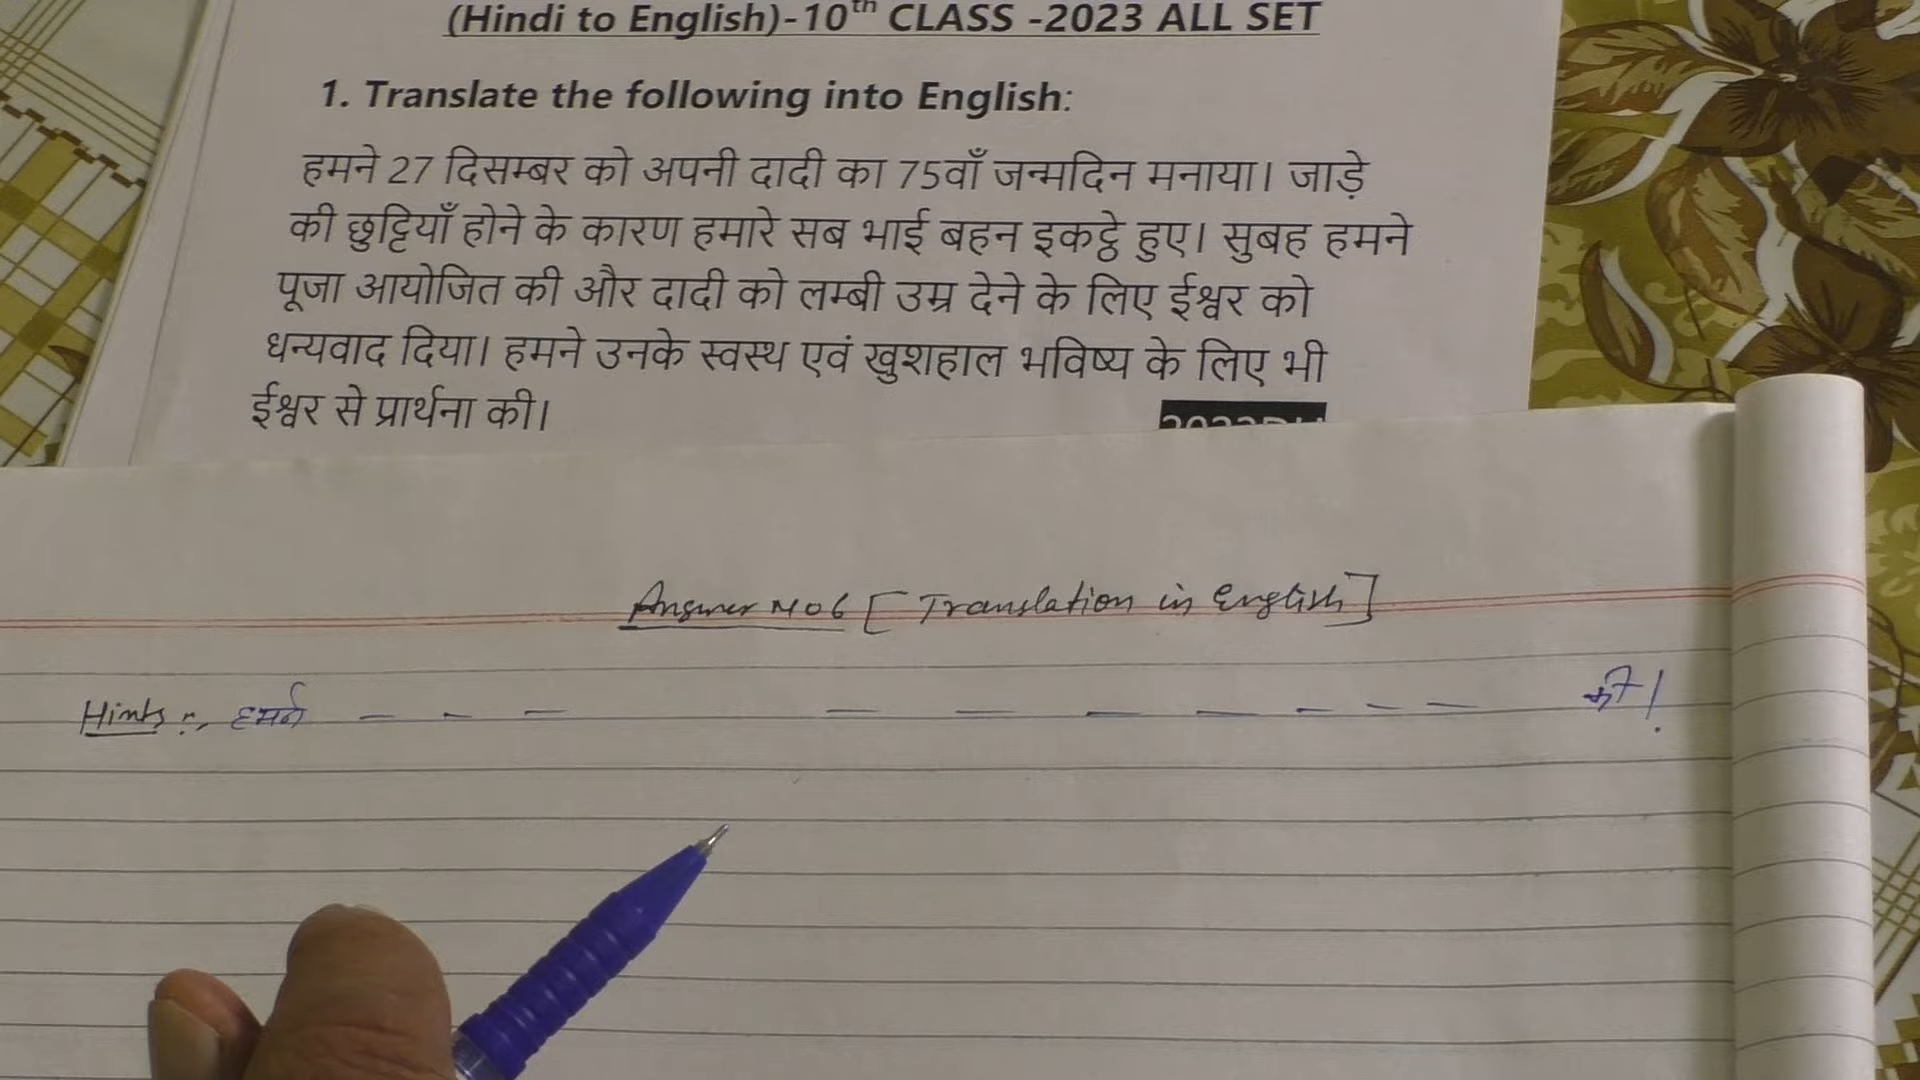 (Hindi to English)-10th CLASS -2023 ALL SET
1. Translate the following into English:
हमने 27 दिसम्बर को अपनी दादी का 75वाँ जन्मदिन मनाया। जाड़े
की छुट्टियाँ होने के कारण हमारे सब भाई बहन इकट्ठे हुए। सुबह हमने
पूजा आयोजित की और दादी को लम्बी उम्र देने के लिए ईश्वर को
धन्यवाद दिया। हमने उनके स्वस्थ एवं खुशहाल भविष्य के लिए भी
ईश्वर से प्रार्थना की।
Answer No 6 [Translation in English]
Hints :, हमने — — — — — — — — — — की।